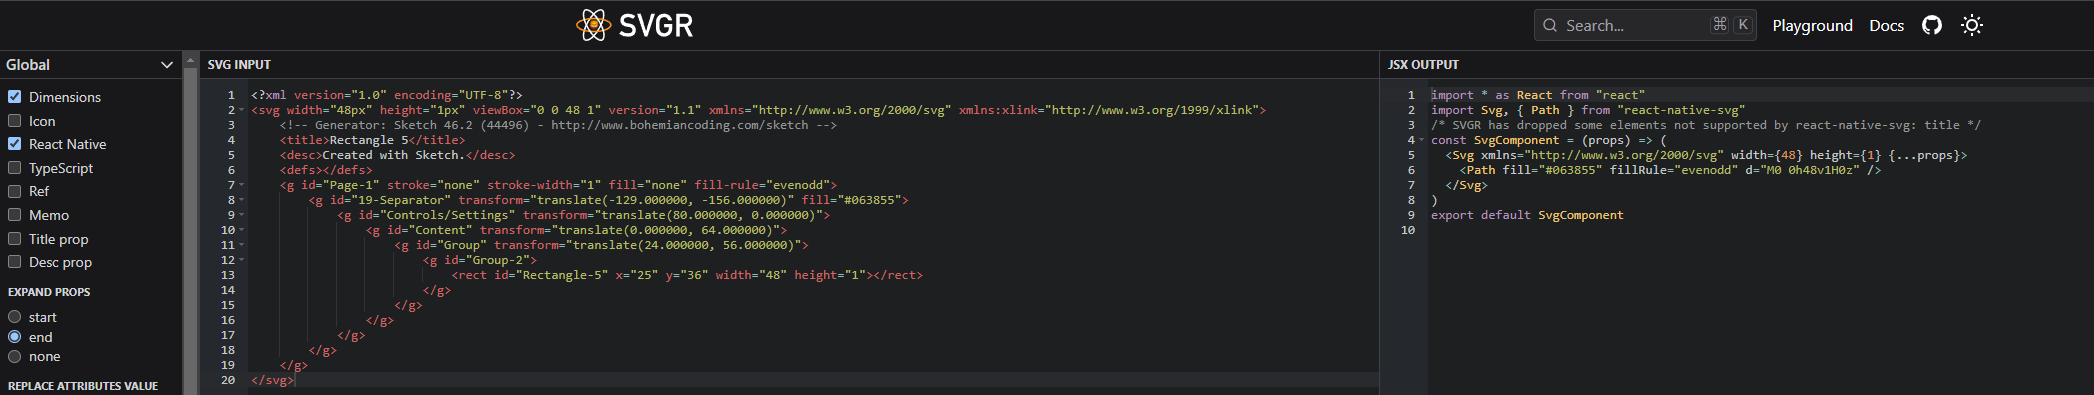 SVGR
Search... ⌘ K Playground Docs
Global
Dimensions
Icon
React Native
TypeScript
Ref
Memo
Title prop
Desc prop
EXPAND PROPS
start
end
none
REPLACE ATTRIBUTES VALUE
SVG INPUT
1 <?xml version="1.0" encoding="UTF-8"?>
2 <svg width="48px" height="1px" viewBox="0 0 48 1" version="1.1" xmlns="http://www.w3.org/2000/svg" xmlns:xlink="http://www.w3.org/1999/xlink">
3 <!-- Generator: Sketch 46.2 (44496) - http://www.bohemiancoding.com/sketch -->
4 <title>Rectangle 5</title>
5 <desc>Created with Sketch.</desc>
6 <defs></defs>
7 <g id="Page-1" stroke="none" stroke-width="1" fill="none" fill-rule="evenodd">
8 <g id="19-Separator" transform="translate(-129.000000, -156.000000)" fill="#063855">
9 <g id="Controls/Settings" transform="translate(80.000000, 0.000000)">
10 <g id="Content" transform="translate(0.000000, 64.000000)">
11 <g id="Group" transform="translate(24.000000, 56.000000)">
12 <g id="Group-2">
13 <rect id="Rectangle-5" x="25" y="36" width="48" height="1"></rect>
14 </g>
15 </g>
16 </g>
17 </g>
18 </g>
19 </g>
20 </svg>
JSX OUTPUT
1 import * as React from "react"
2 import Svg, { Path } from "react-native-svg"
3 /* SVGR has dropped some elements not supported by react-native-svg: title */
4 const SvgComponent = (props) => (
5 <Svg xmlns="http://www.w3.org/2000/svg" width={48} height={1} {...props}>
6 <Path fill="#063855" fillRule="evenodd" d="M0 0h48v1H0z" />
7 </Svg>
8 )
9 export default SvgComponent
10